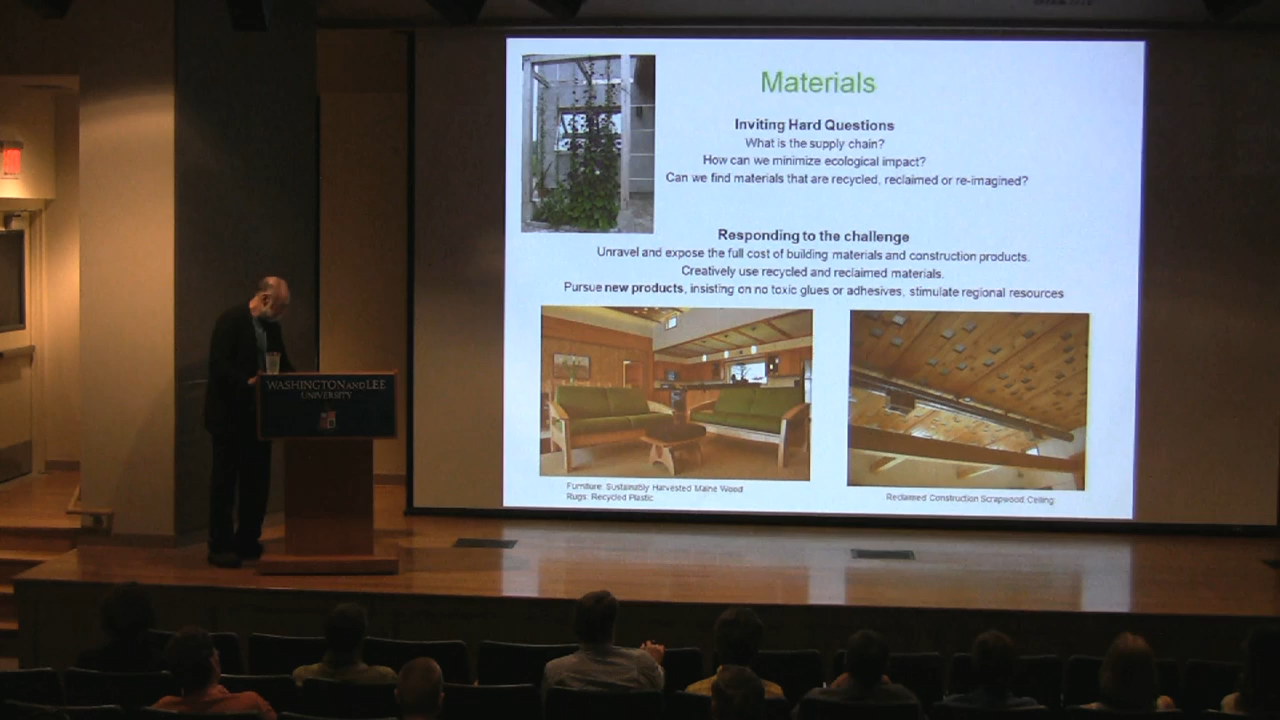 Materials
Inviting Hard Questions
What is the supply chain?
How can we minimize ecological impact?
Can we find materials that are recycled, reclaimed or re-imagined?
Responding to the challenge
Unravel and expose the full cost of building materials and construction products.
Creatively use recycled and reclaimed materials.
Pursue new products, insisting on no toxic glues or adhesives, stimulate regional resources
Furniture: Sustainably Harvested Maine Wood
Rugs: Recycled Plastic
Reclaimed Construction Scrapwood Ceiling
WASHINGTON AND LEE
UNIVERSITY